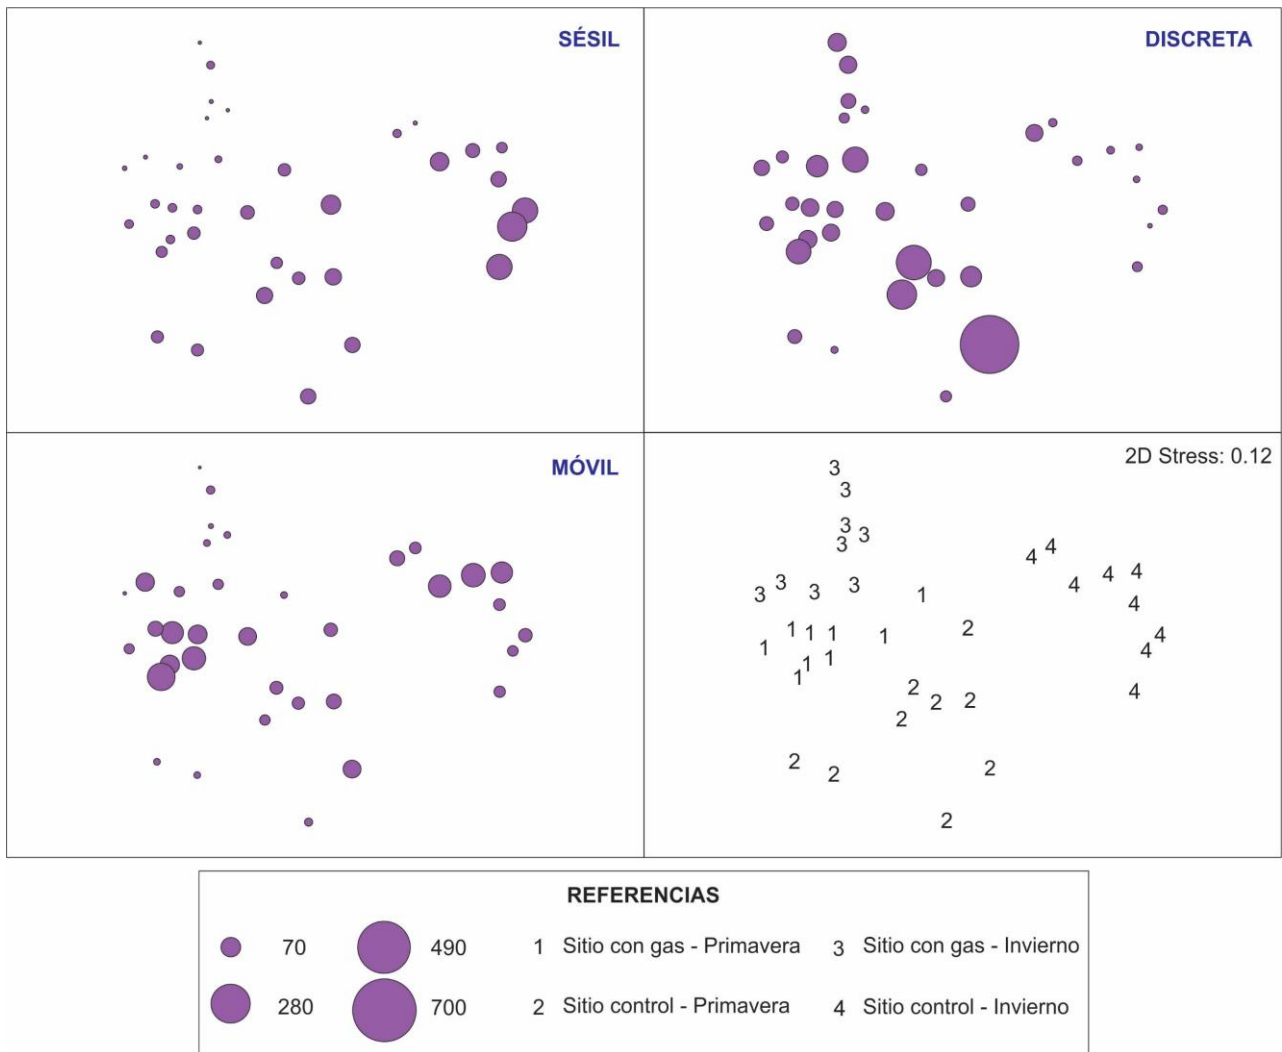 SÉSIL
DISCRETA
MÓVIL
2D Stress: 0.12
3
3
3
3 3
4 4
3 3 3 3 1 4 4 4
4
1 1 1 1 2 4
1 1 1 4
1
2 2 2 4
2
2 2 2
2
REFERENCIAS
70 490 1 Sitio con gas - Primavera 3 Sitio con gas - Invierno
280 700 2 Sitio control - Primavera 4 Sitio control - Invierno